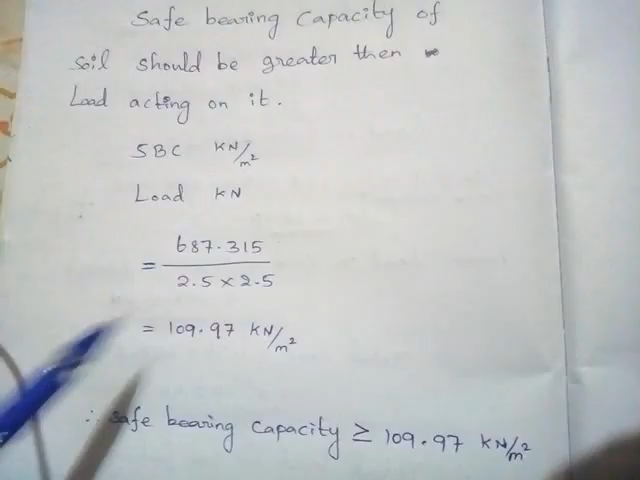 Safe bearing Capacity of
soil should be greater then
Load acting on it.
SBC KN/m²
Load KN
= 687.315
2.5 × 2.5
= 109.97 KN/m²
∴ safe bearing Capacity ≥ 109.97 KN/m²